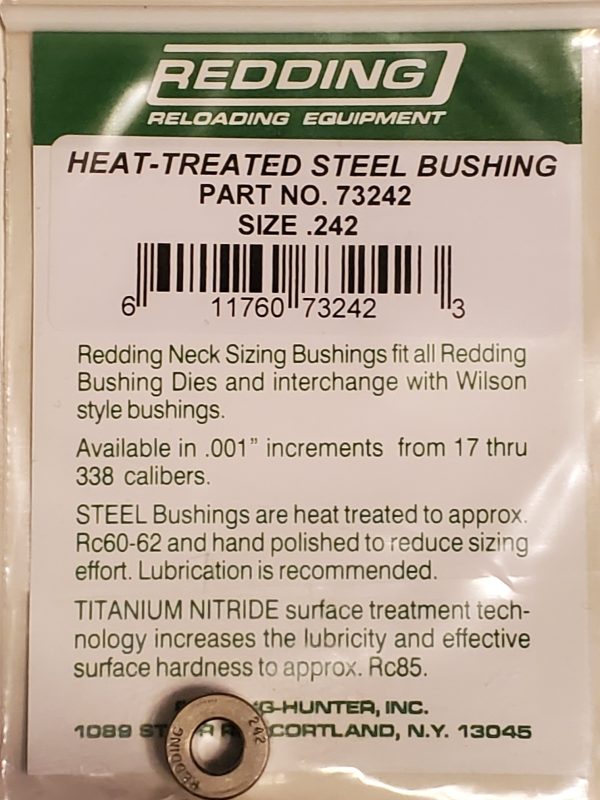 REDDING
RELOADING EQUIPMENT
HEAT-TREATED STEEL BUSHING
PART NO. 73242
SIZE .242
6 11760 73242 3
Redding Neck Sizing Bushings fit all Redding
Bushing Dies and interchange with Wilson
style bushings.
Available in .001” increments from 17 thru
338 calibers.
STEEL Bushings are heat treated to approx.
Rc60-62 and hand polished to reduce sizing
effort. Lubrication is recommended.
TITANIUM NITRIDE surface treatment tech-
nology increases the lubricity and effective
surface hardness to approx. Rc85.
G-HUNTER, INC.
1089 CORTLAND, N.Y. 13045
REDDING
242